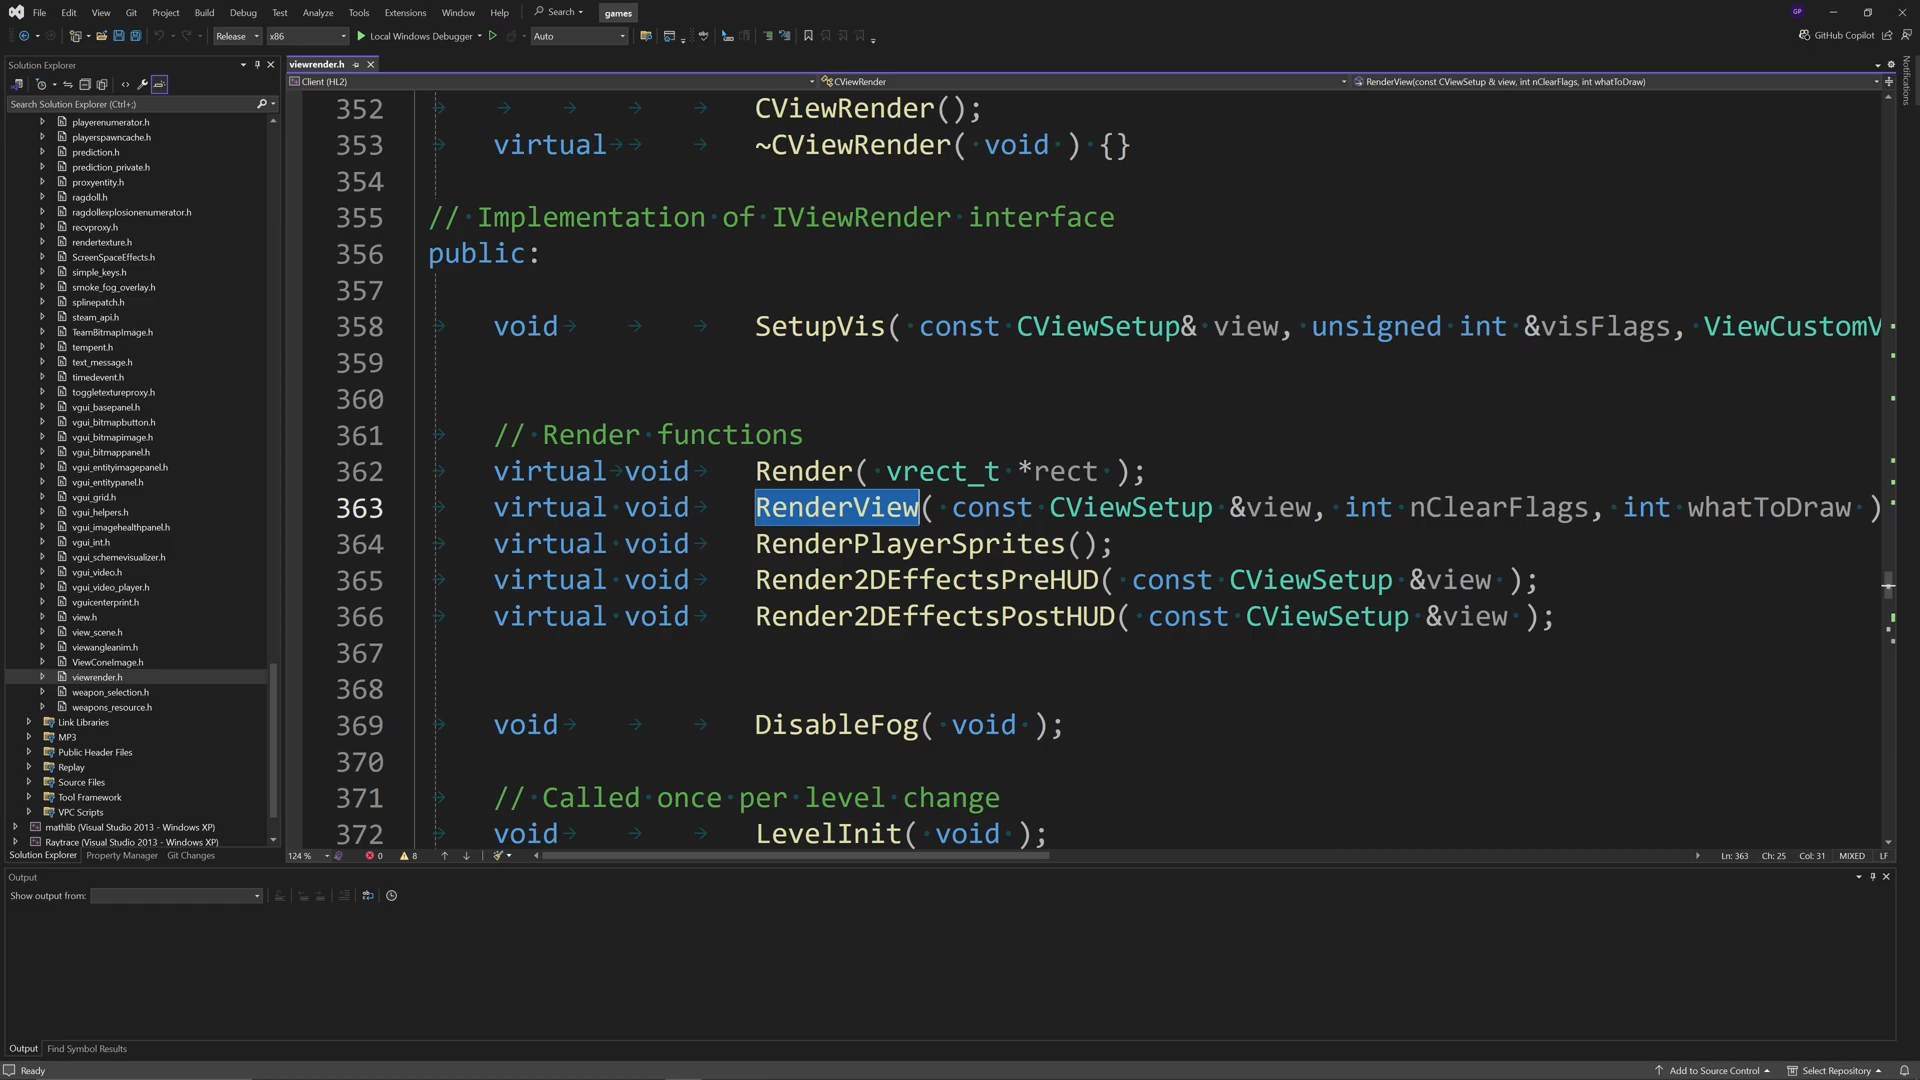 File Edit View Git Project Build Debug Test Analyze Tools Extensions Window Help Search games GP
Release x86 Local Windows Debugger Auto GitHub Copilot
Solution Explorer
Search Solution Explorer (Ctrl+;)
playerenumerator.h
playerspawncache.h
prediction.h
prediction_private.h
proxyentity.h
ragdoll.h
ragdollexplosionenumerator.h
recvproxy.h
rendertexture.h
ScreenSpaceEffects.h
simple_keys.h
smoke_fog_overlay.h
splinepatch.h
steam_api.h
TeamBitmapImage.h
tempent.h
text_message.h
timedevent.h
toggletextureproxy.h
vgui_basepanel.h
vgui_bitmapbutton.h
vgui_bitmapimage.h
vgui_bitmappanel.h
vgui_entityimagepanel.h
vgui_entitypanel.h
vgui_grid.h
vgui_helpers.h
vgui_imagehealthpanel.h
vgui_int.h
vgui_schemevisualizer.h
vgui_video.h
vgui_video_player.h
vguicenterprint.h
view.h
view_scene.h
viewangleanim.h
ViewConeImage.h
viewrender.h
weapon_selection.h
weapons_resource.h
Link Libraries
MP3
Public Header Files
Replay
Source Files
Tool Framework
VPC Scripts
mathlib (Visual Studio 2013 - Windows XP)
Raytrace (Visual Studio 2013 - Windows XP)
Solution Explorer Property Manager Git Changes
viewrender.h
Client (HL2) CViewRender RenderView(const CViewSetup & view, int nClearFlags, int whatToDraw)
352 CViewRender();
353 virtual ~CViewRender( void ) {}
354
355 // Implementation of IViewRender interface
356 public:
357
358 void SetupVis( const CViewSetup& view, unsigned int &visFlags, ViewCustomV
359
360
361 // Render functions
362 virtual void Render( vrect_t *rect );
363 virtual void RenderView( const CViewSetup &view, int nClearFlags, int whatToDraw )
364 virtual void RenderPlayerSprites();
365 virtual void Render2DEffectsPreHUD( const CViewSetup &view );
366 virtual void Render2DEffectsPostHUD( const CViewSetup &view );
367
368
369 void DisableFog( void );
370
371 // Called once per level change
372 void LevelInit( void );
124 % 0 8 Ln: 363 Ch: 25 Col: 31 MIXED LF
Notifications
Output
Show output from:
Output Find Symbol Results
Ready Add to Source Control Select Repository